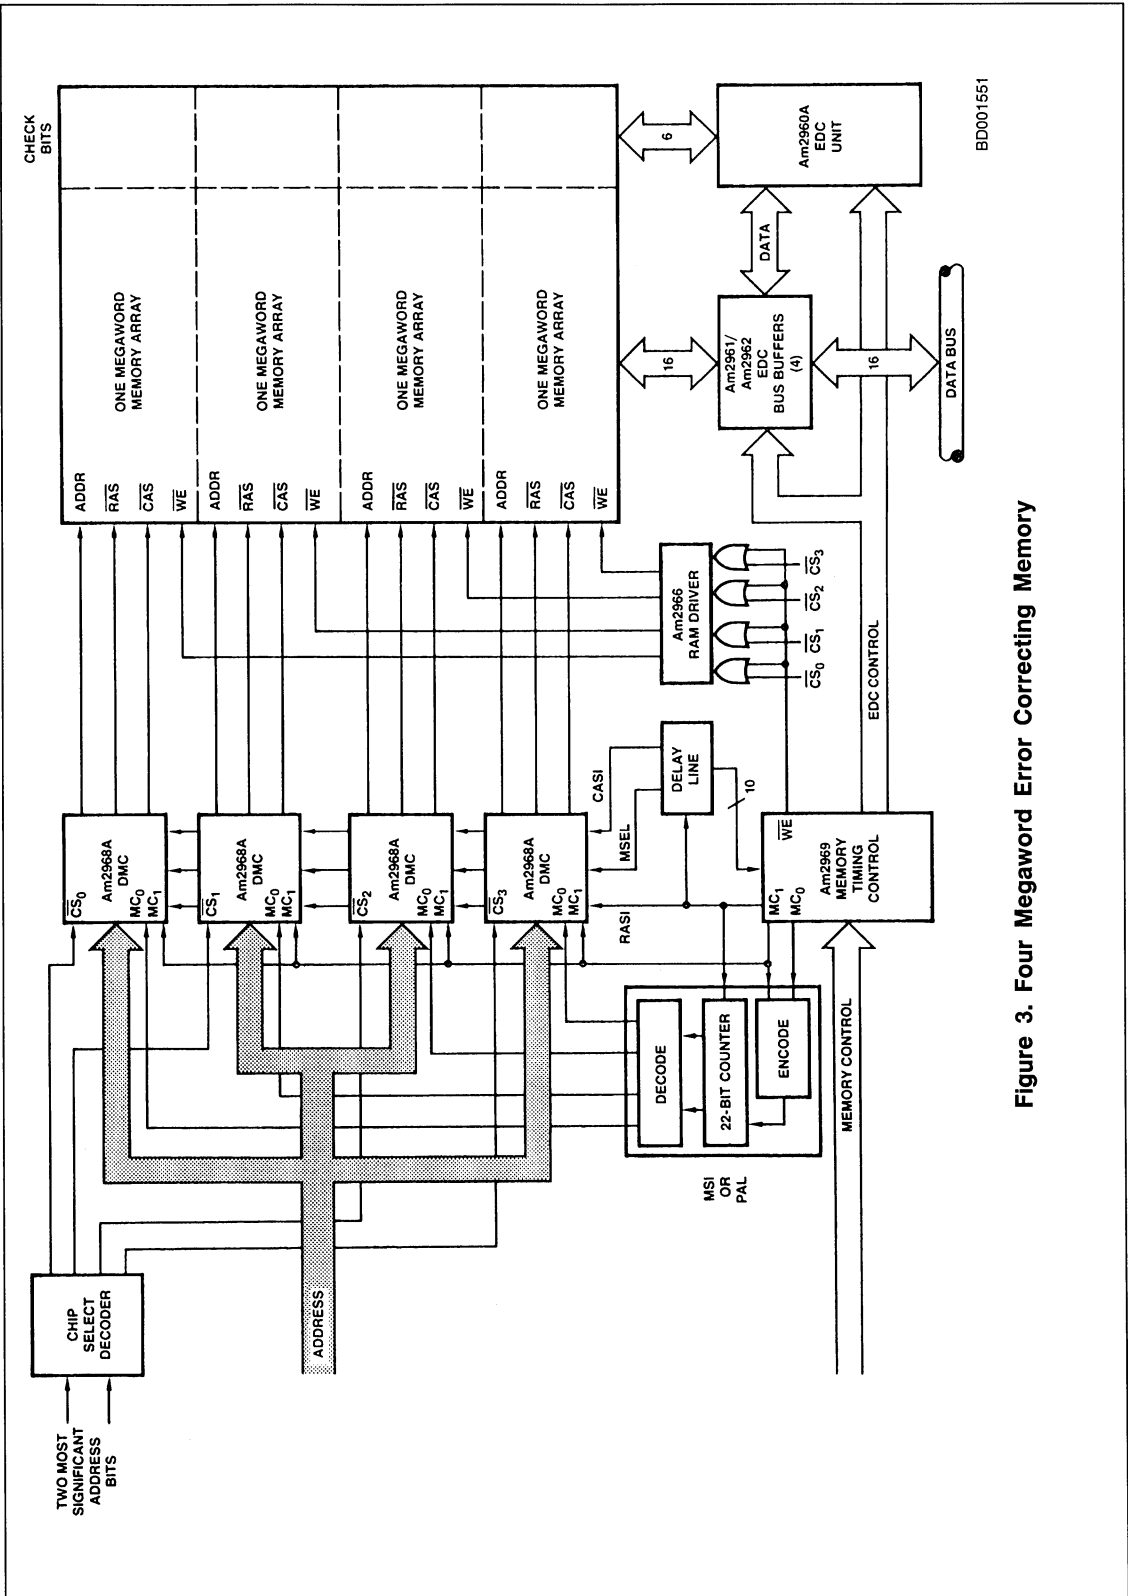 TWO MOST
SIGNIFICANT
ADDRESS
BITS
CHIP
SELECT
DECODER
ADDRESS
CS0
Am2968A
DMC
MC0
MC1
CS1
Am2968A
DMC
MC0
MC1
CS2
Am2968A
DMC
MC0
MC1
CS3
Am2968A
DMC
MC0
MC1
RASI
MSEL
CASI
DELAY
LINE
10
MSI
OR
PAL
DECODE
22-BIT COUNTER
ENCODE
MEMORY CONTROL
MC1
MC0
WE
Am2969
MEMORY
TIMING
CONTROL
Am2966
RAM DRIVER
CS0
CS1
CS2
CS3
EDC CONTROL
CHECK
BITS
ADDR
RAS
CAS
WE
ONE MEGAWORD
MEMORY ARRAY
ADDR
RAS
CAS
WE
ONE MEGAWORD
MEMORY ARRAY
ADDR
RAS
CAS
WE
ONE MEGAWORD
MEMORY ARRAY
ADDR
RAS
CAS
WE
ONE MEGAWORD
MEMORY ARRAY
16
6
Am2961/
Am2962
EDC
BUS BUFFERS
(4)
DATA
Am2960A
EDC
UNIT
16
DATA BUS
BD001551
Figure 3. Four Megaword Error Correcting Memory